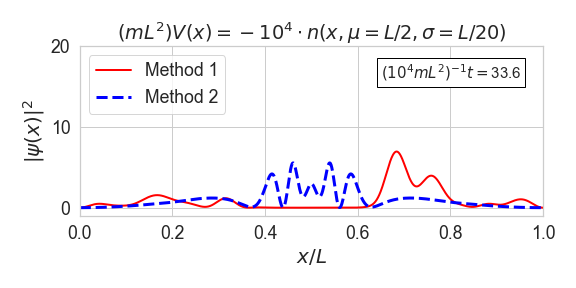 (mL²)V(x) = −10⁴ · n(x, μ = L/2, σ = L/20)
Method 1
Method 2
(10⁴mL²)⁻¹t = 33.6
|ψ(x)|²
20
10
0
0.0 0.2 0.4 0.6 0.8 1.0
x/L